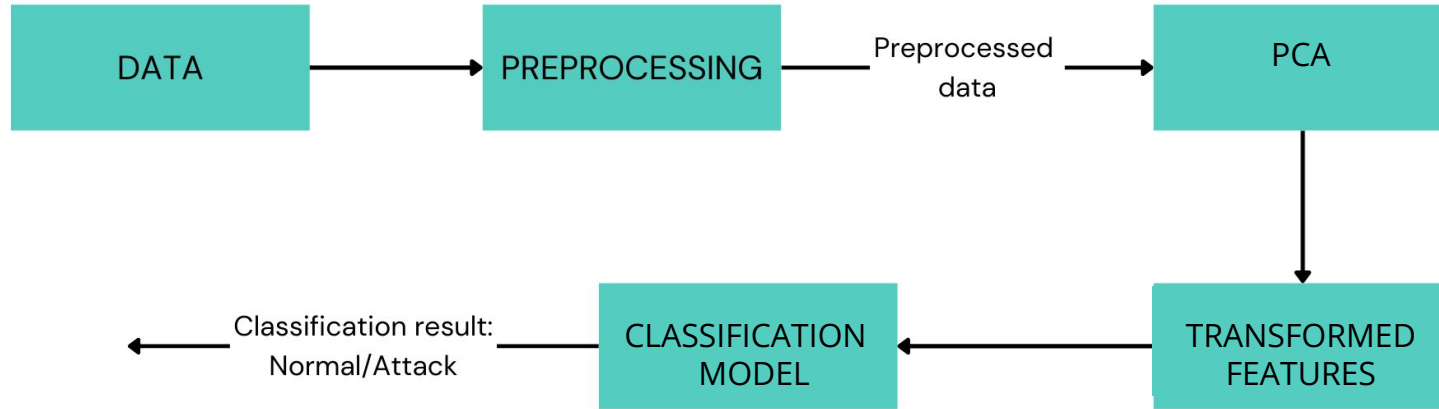 DATA
PREPROCESSING
Preprocessed
data
PCA
TRANSFORMED
FEATURES
CLASSIFICATION
MODEL
Classification result:
Normal/Attack